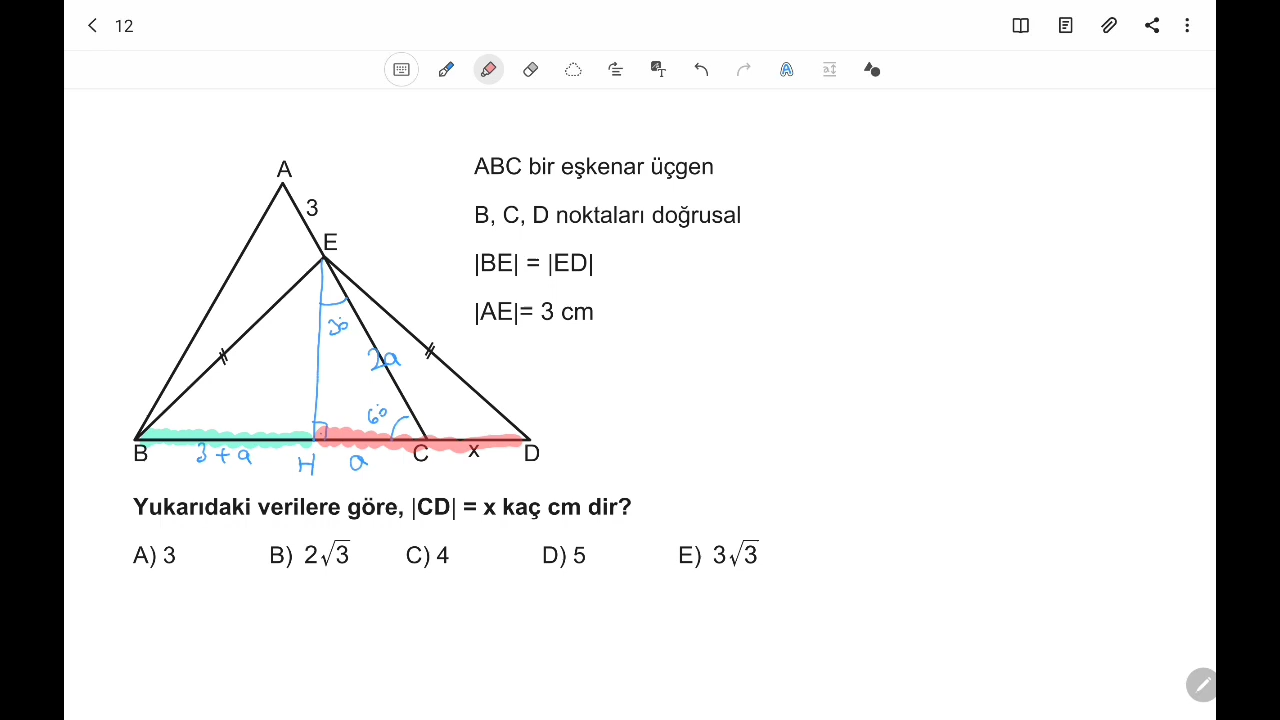 12
A
3
E
ABC bir eşkenar üçgen
B, C, D noktaları doğrusal
|BE| = |ED|
|AE|= 3 cm
30
2a
60
B 3+a H a C x D
Yukarıdaki verilere göre, |CD| = x kaç cm dir?
A) 3 B) 2√3 C) 4 D) 5 E) 3√3